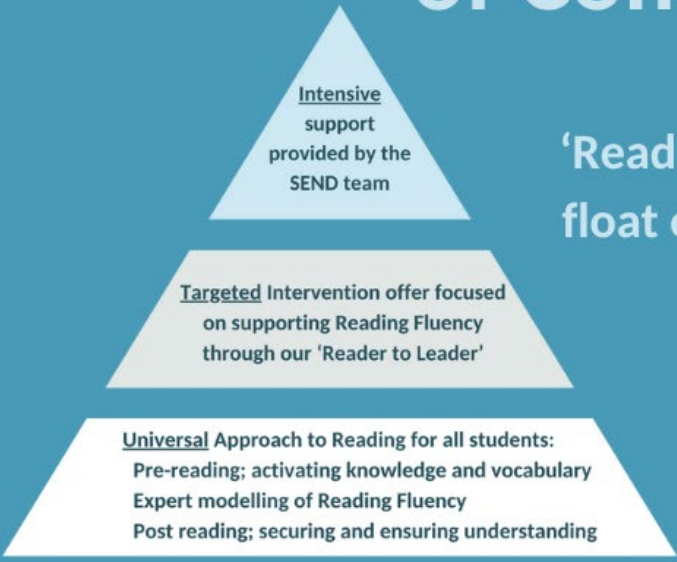 Intensive
support
provided by the
SEND team
'Read
float
Targeted Intervention offer focused
on supporting Reading Fluency
through our 'Reader to Leader'
Universal Approach to Reading for all students:
Pre-reading; activating knowledge and vocabulary
Expert modelling of Reading Fluency
Post reading; securing and ensuring understanding